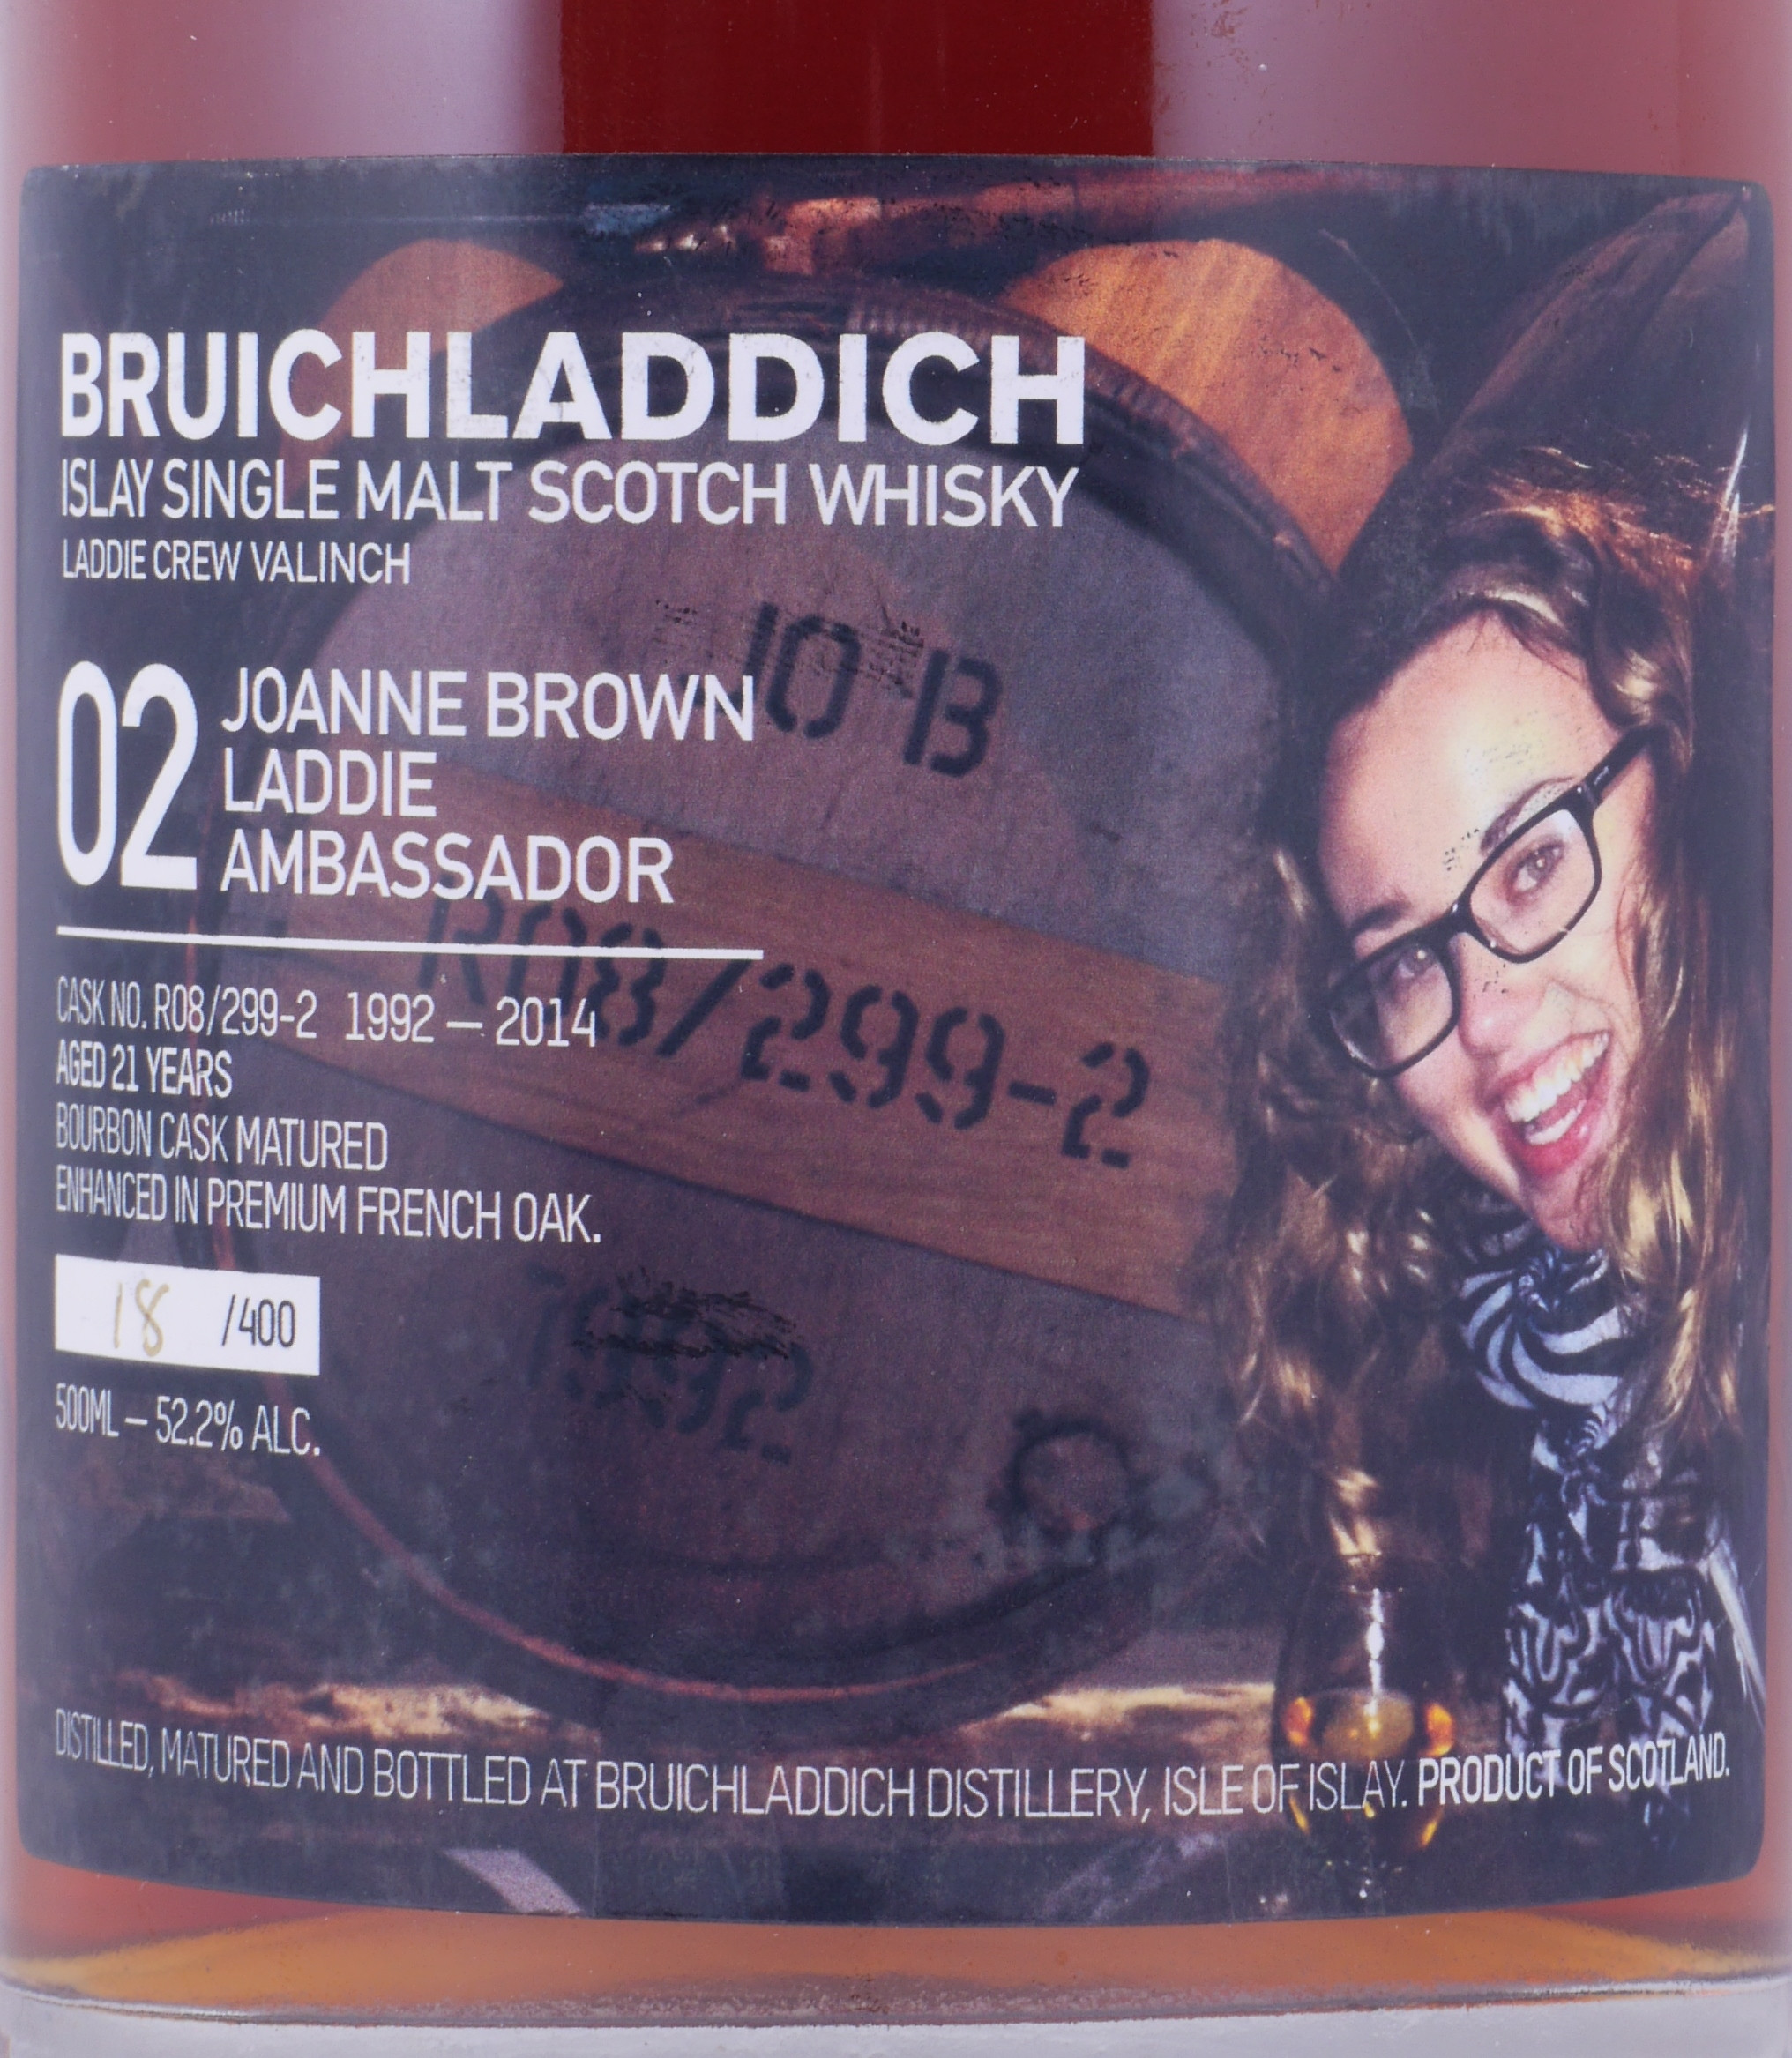 BRUICHLADDICH
ISLAY SINGLE MALT SCOTCH WHISKY
LADDIE CREW VALINCH
10 B
02 JOANNE BROWN
LADDIE
AMBASSADOR
R08/299-2
CASK NO. R08/299-2 1992 – 2014
AGED 21 YEARS
BOURBON CASK MATURED
ENHANCED IN PREMIUM FRENCH OAK.
18 /400
1992
500ML – 52.2% ALC.
DISTILLED, MATURED AND BOTTLED AT BRUICHLADDICH DISTILLERY, ISLE OF ISLAY. PRODUCT OF SCOTLAND.